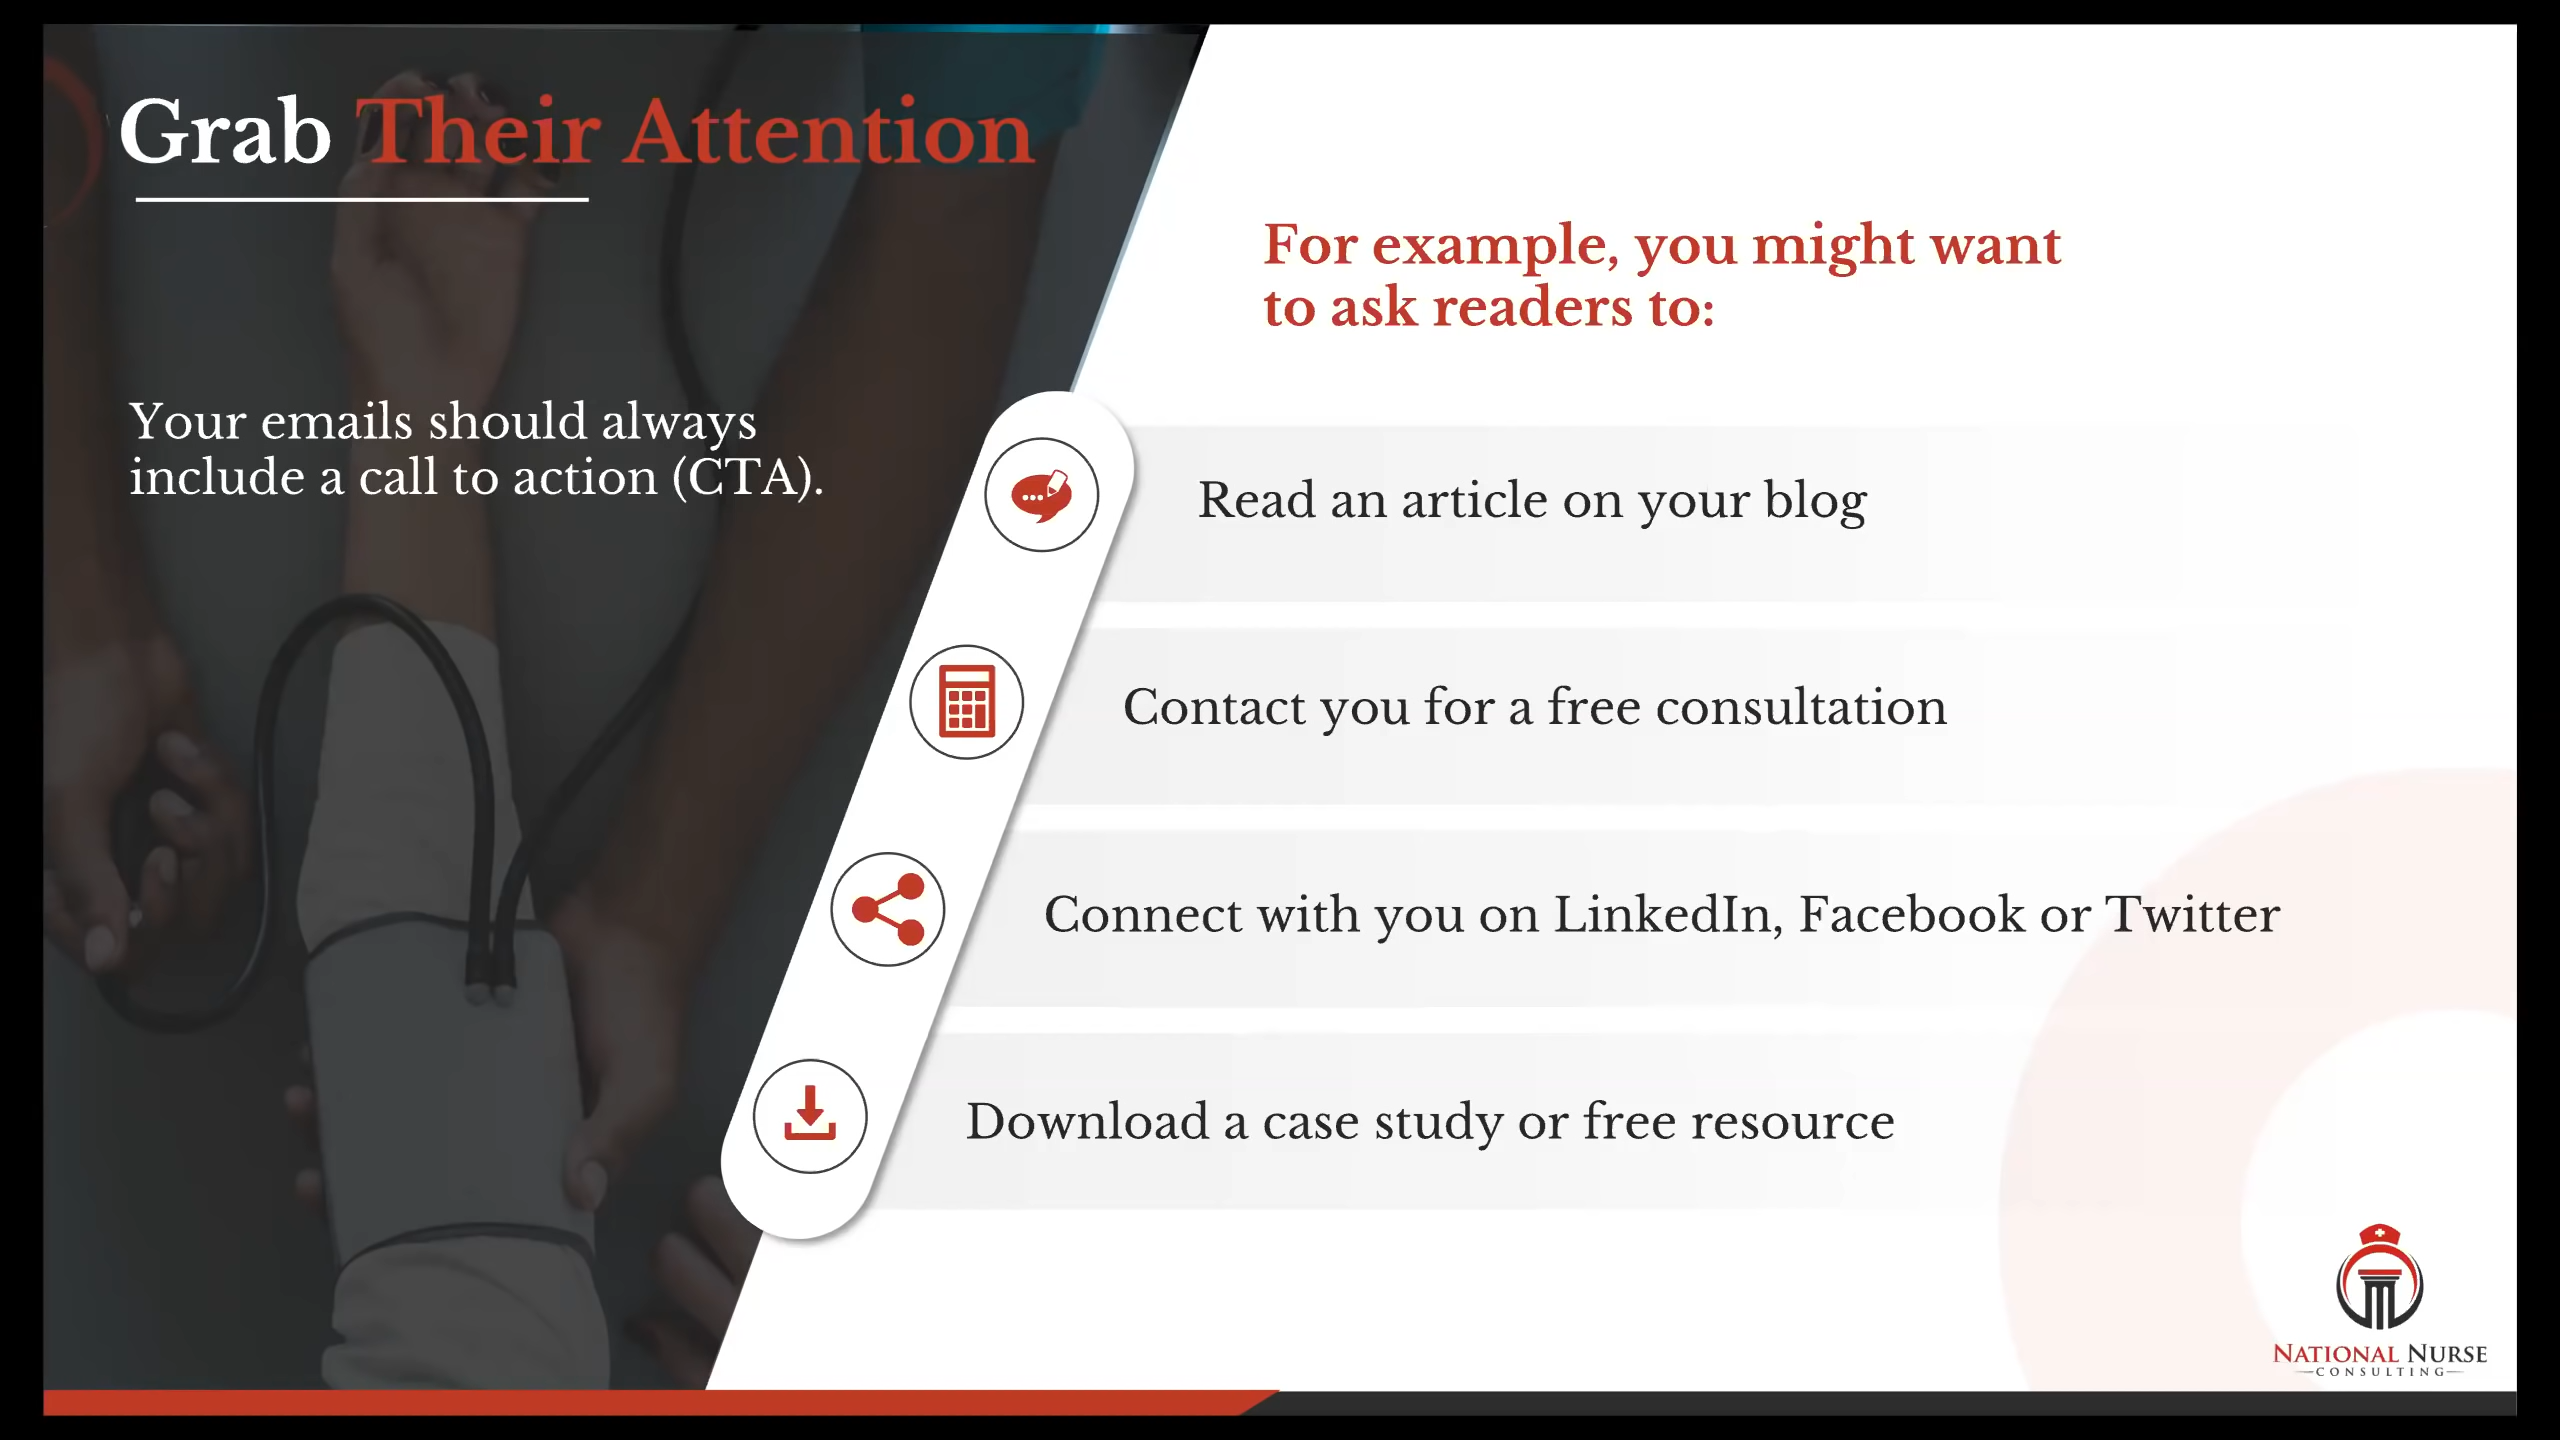 Grab Their Attention
Your emails should always
include a call to action (CTA).
For example, you might want
to ask readers to:
Read an article on your blog
Contact you for a free consultation
Connect with you on LinkedIn, Facebook or Twitter
Download a case study or free resource
NATIONAL NURSE
CONSULTING